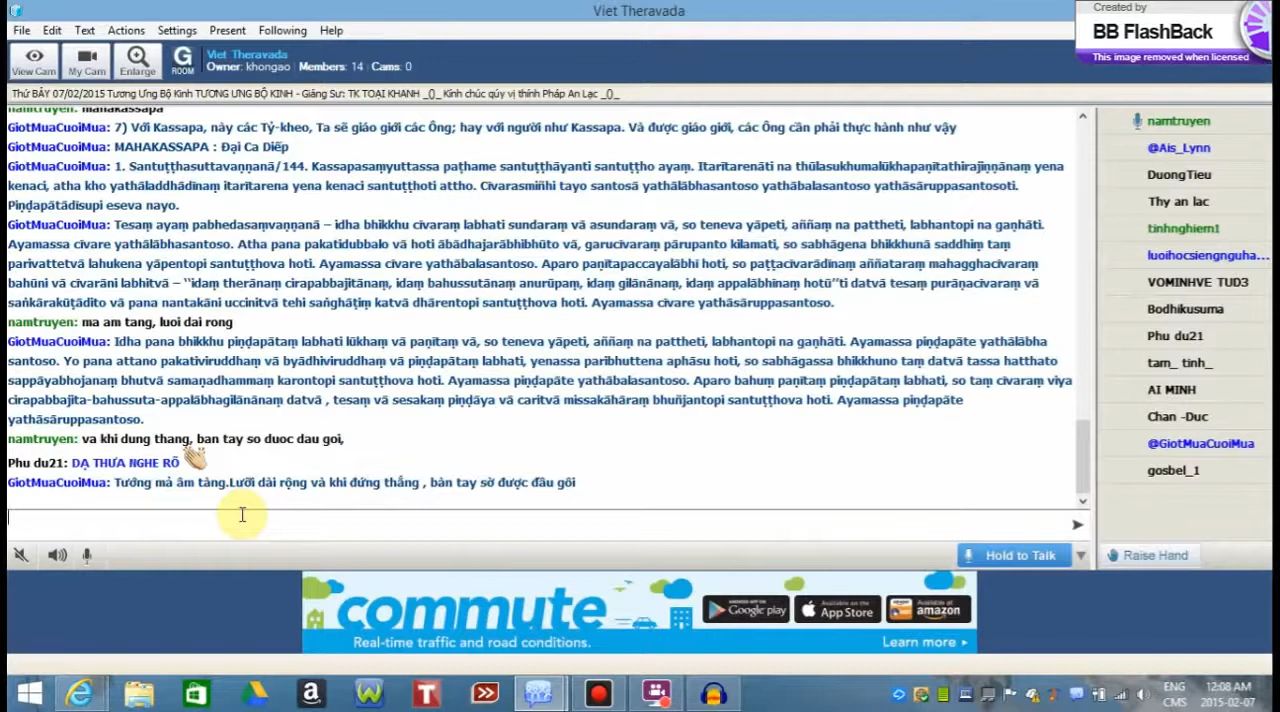 Viet Theravada
Created by
BB FlashBack
This image removed when licensed
File Edit Text Actions Settings Present Following Help
View Cam
My Cam
Enlarge
G
ROOM
Viet Theravada
Owner: khongao | Members: 14 | Cams: 0
Thứ BẢY 07/02/2015 Tương Ưng Bộ Kinh TƯƠNG ƯNG BỘ KINH - Giảng Sư: TK TOẠI KHANH _()_ Kính chúc qúy vị thính Pháp An Lạc _()_
namtruyen: mahakassapa
GiotMuaCuoiMua: 7) Với Kassapa, này các Tỷ-kheo, Ta sẽ giáo giới các Ông; hay với người như Kassapa. Và được giáo giới, các Ông cần phải thực hành như vậy
GiotMuaCuoiMua: MAHAKASSAPA : Đại Ca Diếp
GiotMuaCuoiMua: 1. Santuṭṭhasuttavaṇṇanā/144. Kassapasaṃyuttassa paṭhame santuṭṭhāyanti santuṭṭho ayaṃ. Itarītarenāti na thūlasukhumalūkhapaṇītathirajiṇṇānaṃ yena
kenaci, atha kho yathāladdhādīnaṃ itarītarena yena kenaci santuṭṭhoti attho. Cīvarasmiñhi tayo santosā yathālābhasantoso yathābalasantoso yathāsāruppasantosoti.
Piṇḍapātādīsupi eseva nayo.
GiotMuaCuoiMua: Tesaṃ ayaṃ pabhedasaṃvaṇṇanā – idha bhikkhu cīvaraṃ labhati sundaraṃ vā asundaraṃ vā, so teneva yāpeti, aññaṃ na pattheti, labhantopi na gaṇhāti.
Ayamassa cīvare yathālābhasantoso. Atha pana pakatidubbalo vā hoti ābādhajarābhibhūto vā, garucīvaraṃ pārupanto kilamati, so sabhāgena bhikkhunā saddhiṃ taṃ
parivattetvā lahukena yāpentopi santuṭṭhova hoti. Ayamassa cīvare yathābalasantoso. Aparo paṇītapaccayalābhī hoti, so paṭṭacīvarādīnaṃ aññataraṃ mahagghacīvaraṃ
bahūni vā cīvarāni labhitvā – ‘‘idaṃ therānaṃ cirapabbajitānaṃ, idaṃ bahussutānaṃ anurūpaṃ, idaṃ gilānānaṃ, idaṃ appalābhīnaṃ hotū’’ti datvā tesaṃ purāṇacīvaraṃ vā
saṅkārakūṭādito vā pana nantakāni uccinitvā tehi saṅghāṭiṃ katvā dhārentopi santuṭṭhova hoti. Ayamassa cīvare yathāsāruppasantoso.
namtruyen: ma am tang, luoi dai rong
GiotMuaCuoiMua: Idha pana bhikkhu piṇḍapātaṃ labhati lūkhaṃ vā paṇītaṃ vā, so teneva yāpeti, aññaṃ na pattheti, labhantopi na gaṇhāti. Ayamassa piṇḍapāte yathālābha
santoso. Yo pana attano pakativiruddhaṃ vā byādhiviruddhaṃ vā piṇḍapātaṃ labhati, yenassa paribhuttena aphāsu hoti, so sabhāgassa bhikkhuno taṃ datvā tassa hatthato
sappāyabhojanaṃ bhutvā samaṇadhammaṃ karontopi santuṭṭhova hoti. Ayamassa piṇḍapāte yathābalasantoso. Aparo bahuṃ paṇītaṃ piṇḍapātaṃ labhati, so taṃ cīvaraṃ viya
cirapabbajita-bahussuta-appalābhagilānānaṃ datvā , tesaṃ vā sesakaṃ piṇḍāya vā caritvā missakāhāraṃ bhuñjantopi santuṭṭhova hoti. Ayamassa piṇḍapāte
yathāsāruppasantoso.
namtruyen: va khi dung thang, ban tay so duoc dau goi,
Phu du21: DẠ THƯA NGHE RÕ
GiotMuaCuoiMua: Tướng mả âm tàng.Lưỡi dài rộng và khi đứng thẳng , bàn tay sờ được đầu gôi
namtruyen
@Ais_Lynn
DuongTieu
Thy an lac
tinhnghiem1
luoihocsiengnguha...
VOMINHVE TUD3
Bodhikusuma
Phu du21
tam_ tinh_
AI MINH
Chan -Duc
@GiotMuaCuoiMua
gosbel_1
Hold to Talk
Raise Hand
commute
Real-time traffic and road conditions.
Google play
Available on the
App Store
Available at
amazon
Learn more
ENG
CMS
12:08 AM
2015-02-07